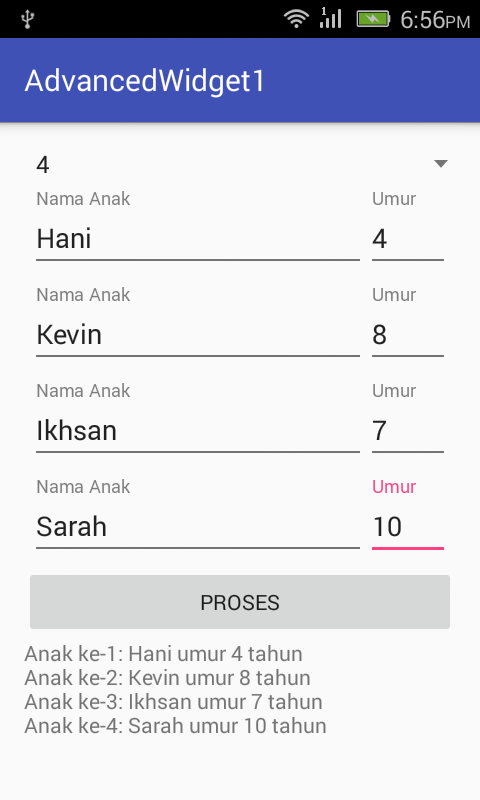 1 6:56PM
AdvancedWidget1
4
Nama Anak Umur
Hani 4
Nama Anak Umur
Kevin 8
Nama Anak Umur
Ikhsan 7
Nama Anak Umur
Sarah 10
PROSES
Anak ke-1: Hani umur 4 tahun
Anak ke-2: Kevin umur 8 tahun
Anak ke-3: Ikhsan umur 7 tahun
Anak ke-4: Sarah umur 10 tahun